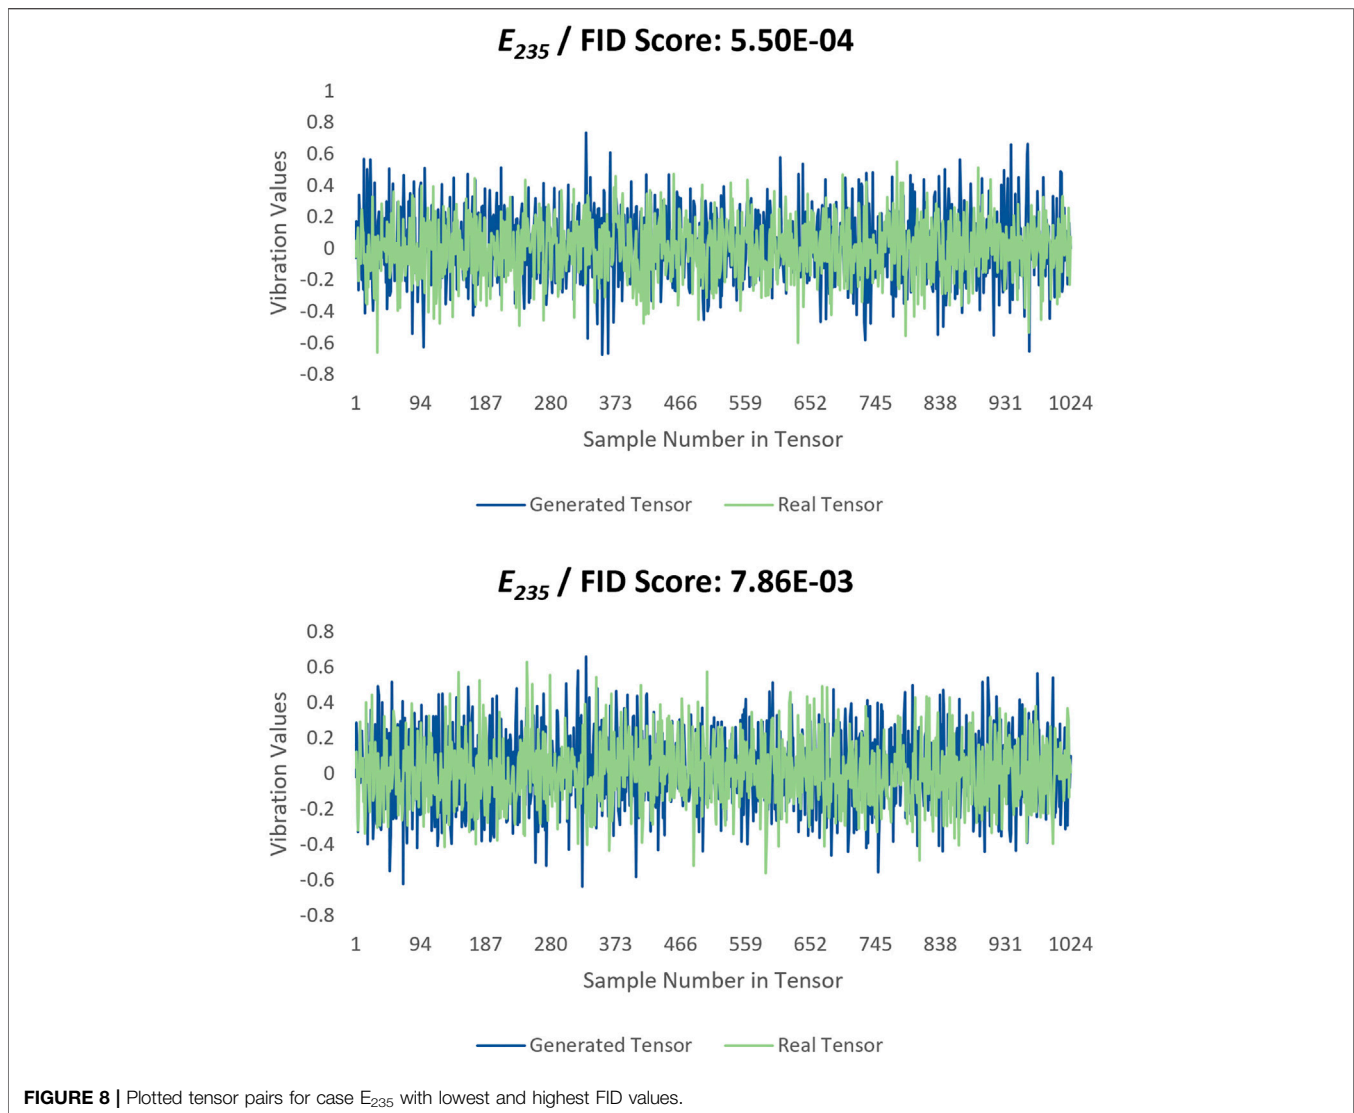 E235 / FID Score: 5.50E-04
1
0.8
0.6
0.4
0.2
0
-0.2
-0.4
-0.6
-0.8
Vibration Values
1 94 187 280 373 466 559 652 745 838 931 1024
Sample Number in Tensor
Generated Tensor Real Tensor
E235 / FID Score: 7.86E-03
0.8
0.6
0.4
0.2
0
-0.2
-0.4
-0.6
-0.8
Vibration Values
1 94 187 280 373 466 559 652 745 838 931 1024
Sample Number in Tensor
Generated Tensor Real Tensor
FIGURE 8 | Plotted tensor pairs for case E235 with lowest and highest FID values.